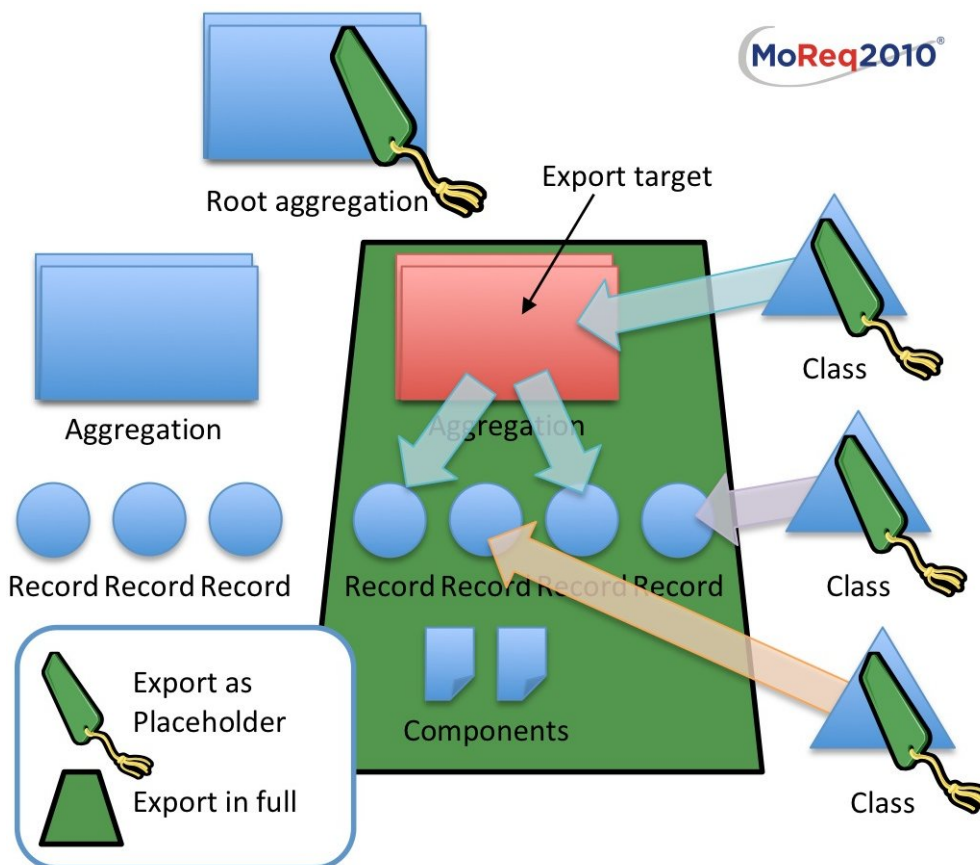 MoReq2010®
Root aggregation
Export target
Class
Aggregation
Aggregation
Record Record Record
Record Record Record Record
Class
Export as
Placeholder
Components
Export in full
Class